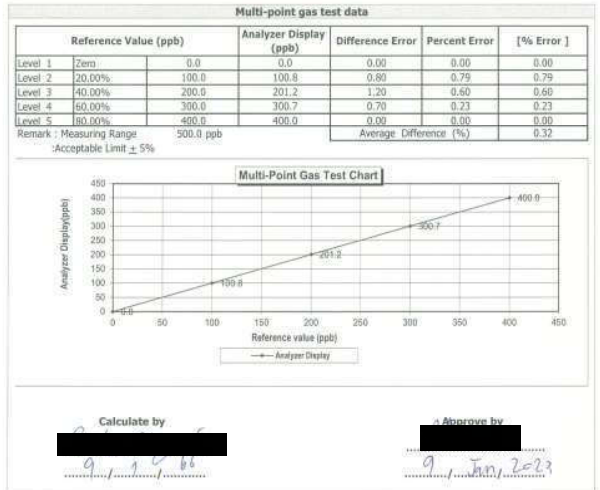 Multi-point gas test data
Reference Value (ppb) Analyzer Display (ppb) Difference Error Percent Error [% Error ]
Level 1 Zero 0.0 0.0 0.00 0.00 0.00
Level 2 20.00% 100.0 100.8 0.80 0.79 0.79
Level 3 40.00% 200.0 201.2 1.20 0.60 0.60
Level 4 60.00% 300.0 300.7 0.70 0.23 0.23
Level 5 80.00% 400.0 400.0 0.00 0.00 0.00
Remark : Measuring Range 500.0 ppb Average Difference (%) 0.32
:Acceptable Limit ± 5%
Multi-Point Gas Test Chart
Analyzer Display(ppb)
450
400
350
300
250
200
150
100
50
0
0.0
100.8
201.2
300.7
400.0
0 50 100 150 200 250 300 350 400 450
Reference value (ppb)
Analyzer Display
Calculate by Approve by
9 / 1 / 66 9 / Jan / 2023